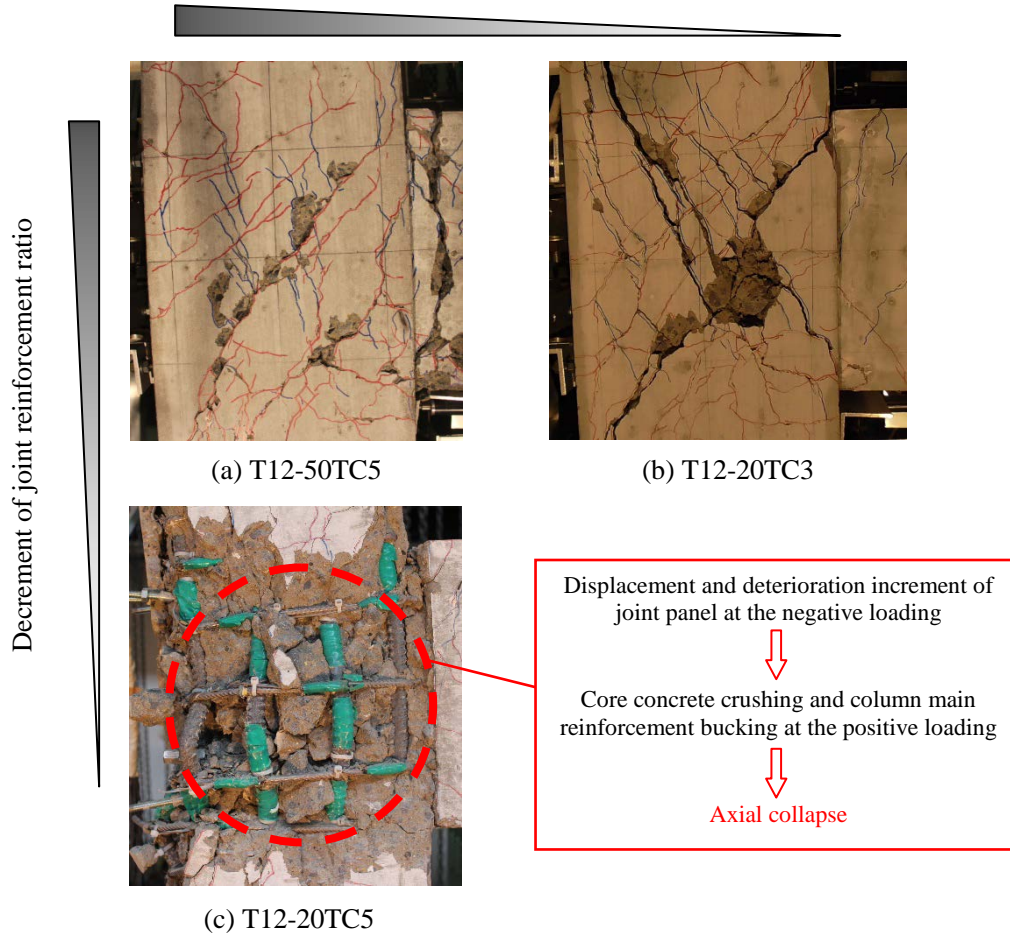 Decrement of joint reinforcement ratio
(a) T12-50TC5
(b) T12-20TC3
Displacement and deterioration increment of
joint panel at the negative loading
Core concrete crushing and column main
reinforcement bucking at the positive loading
Axial collapse
(c) T12-20TC5